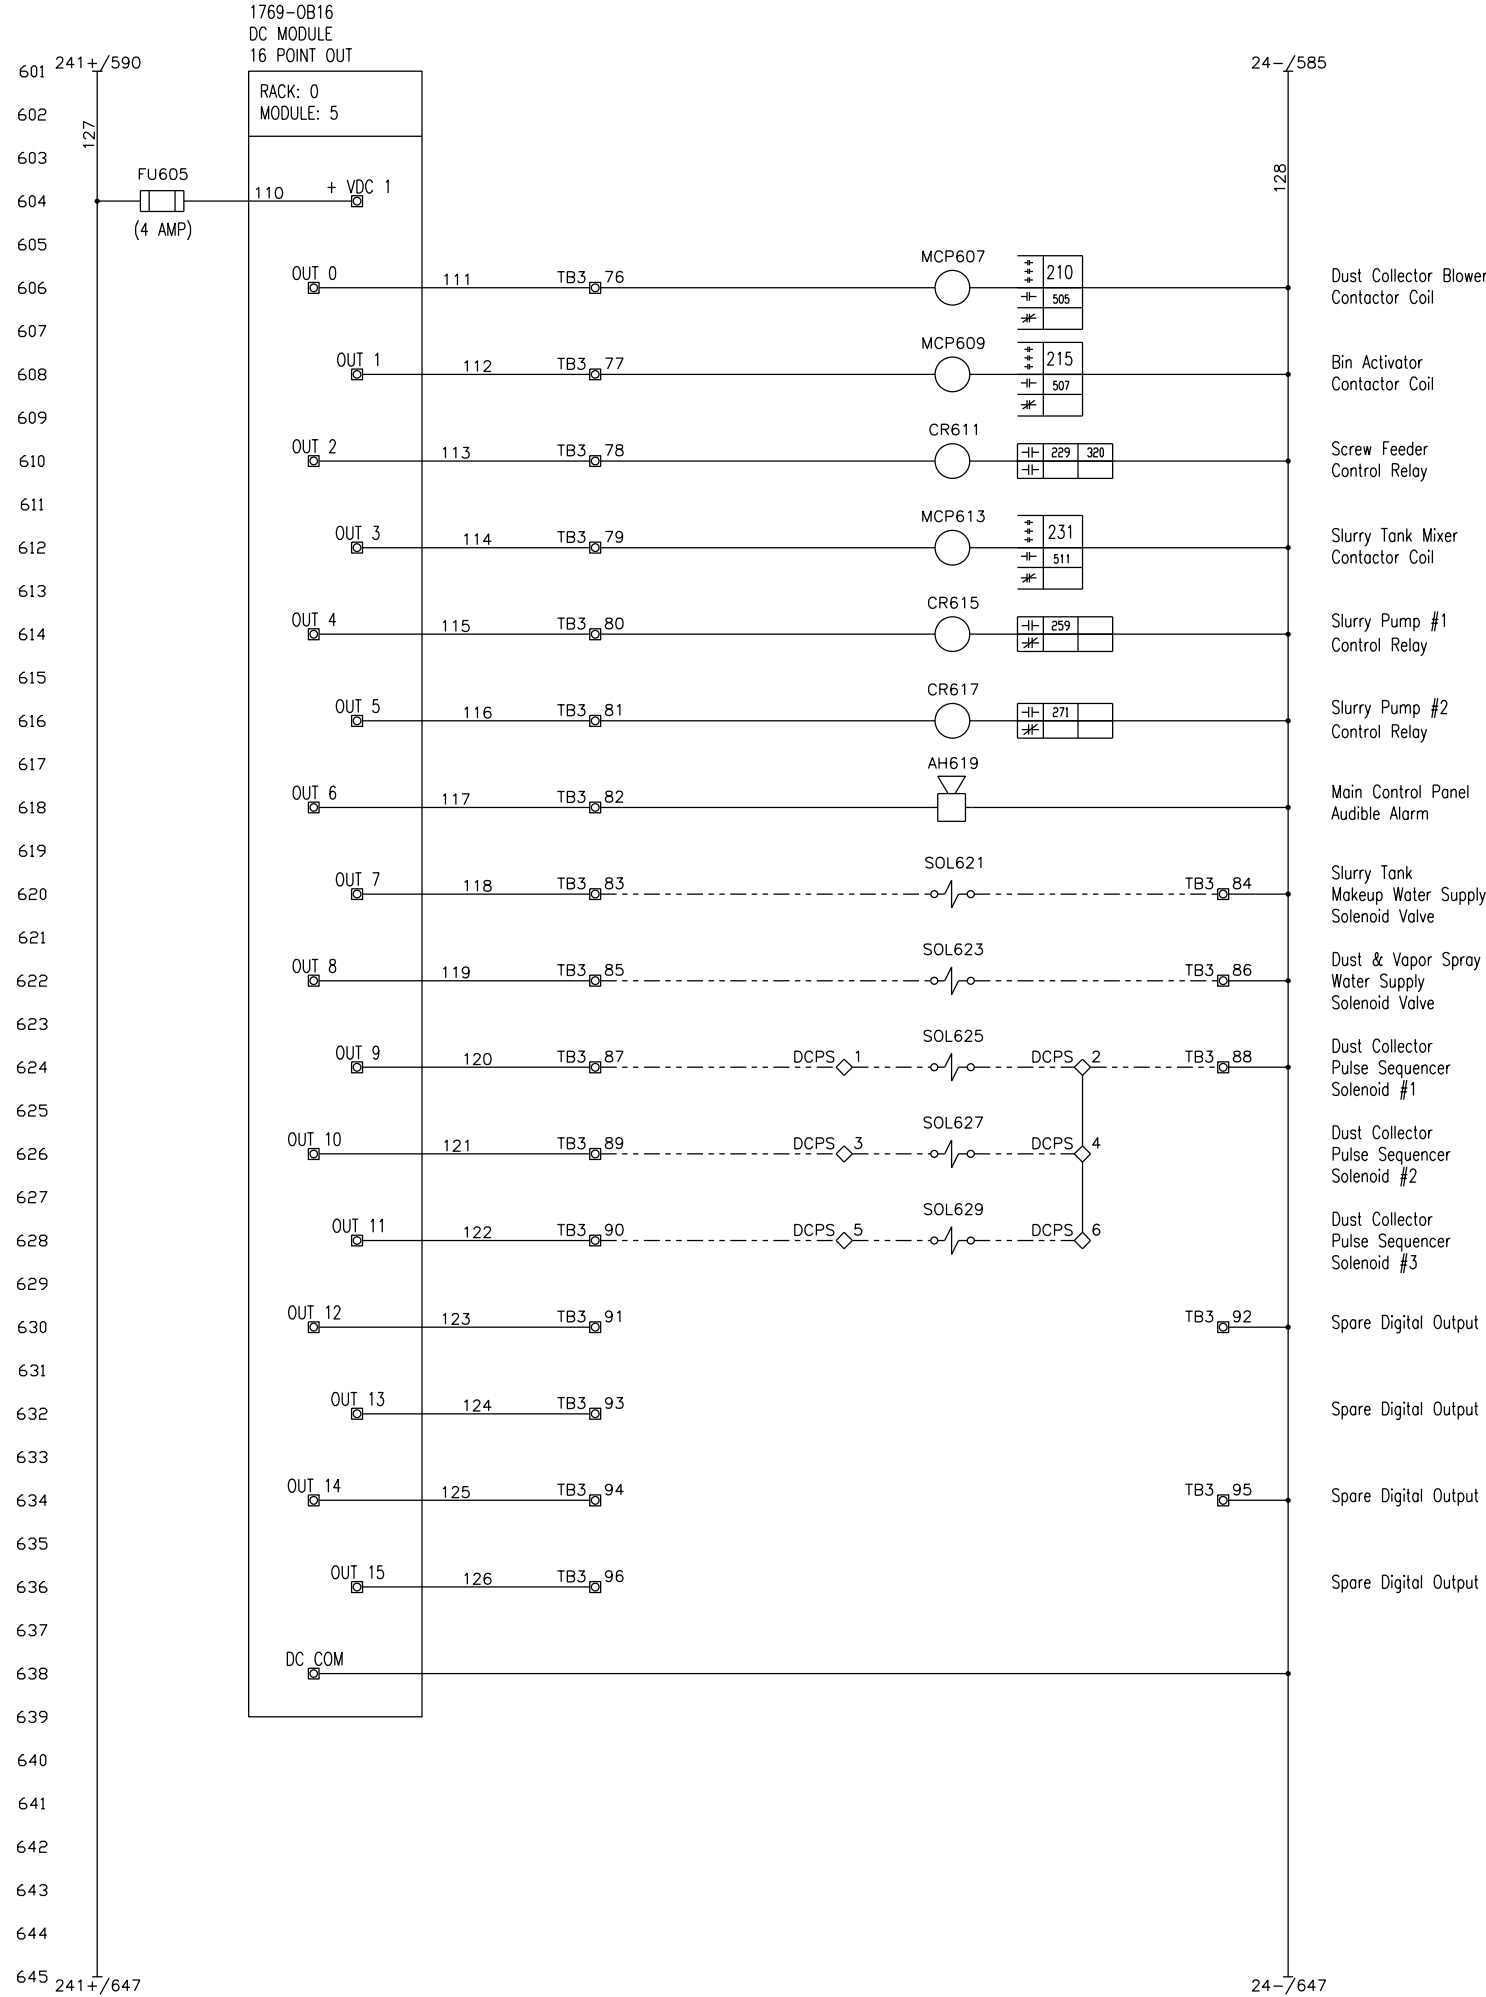 1769-OB16
DC MODULE
16 POINT OUT
601 241+/590 24-/585
RACK: 0
602 MODULE: 5
127
603
128
FU605
604 110 + VDC 1
(4 AMP)
605
MCP607
606 OUT 0 111 TB3 76 210 Dust Collector Blower
505 Contactor Coil
607
MCP609
608 OUT 1 112 TB3 77 215 Bin Activator
507 Contactor Coil
609
CR611
610 OUT 2 113 TB3 78 229 320 Screw Feeder
Control Relay
611
MCP613
612 OUT 3 114 TB3 79 231 Slurry Tank Mixer
511 Contactor Coil
613
CR615
614 OUT 4 115 TB3 80 259 Slurry Pump #1
Control Relay
615
CR617
616 OUT 5 116 TB3 81 271 Slurry Pump #2
Control Relay
617
AH619
618 OUT 6 117 TB3 82 Main Control Panel
Audible Alarm
619
SOL621
620 OUT 7 118 TB3 83 TB3 84 Slurry Tank
Makeup Water Supply
Solenoid Valve
621
SOL623
622 OUT 8 119 TB3 85 TB3 86 Dust & Vapor Spray
Water Supply
Solenoid Valve
623
SOL625
624 OUT 9 120 TB3 87 DCPS 1 DCPS 2 TB3 88 Dust Collector
Pulse Sequencer
Solenoid #1
625
SOL627
626 OUT 10 121 TB3 89 DCPS 3 DCPS 4 Dust Collector
Pulse Sequencer
Solenoid #2
627
SOL629
628 OUT 11 122 TB3 90 DCPS 5 DCPS 6 Dust Collector
Pulse Sequencer
Solenoid #3
629
630 OUT 12 123 TB3 91 TB3 92 Spare Digital Output
631
632 OUT 13 124 TB3 93 Spare Digital Output
633
634 OUT 14 125 TB3 94 TB3 95 Spare Digital Output
635
636 OUT 15 126 TB3 96 Spare Digital Output
637
638 DC COM
639
640
641
642
643
644
645 241+/647 24-/647